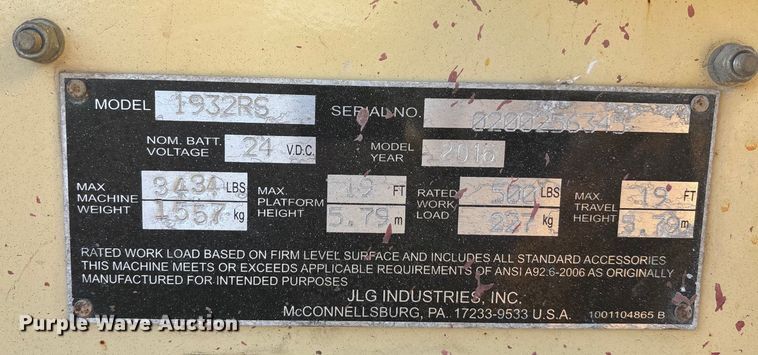 MODEL 1932RS SERIAL NO.
NOM. BATT. VOLTAGE 24 V.D.C. MODEL YEAR 2016
MAX MACHINE WEIGHT 3434 LBS 1557 kg
MAX. PLATFORM HEIGHT 19 FT 5.79 m
RATED WORK LOAD 500 LBS 227 kg
MAX. TRAVEL HEIGHT 19 FT 5.79 m
RATED WORK LOAD BASED ON FIRM LEVEL SURFACE AND INCLUDES ALL STANDARD ACCESSORIES
THIS MACHINE MEETS OR EXCEEDS APPLICABLE REQUIREMENTS OF ANSI A92.6-2006 AS ORIGINALLY
MANUFACTURED FOR INTENDED PURPOSES
JLG INDUSTRIES, INC.
McCONNELLSBURG, PA. 17233-9533 U.S.A. 1001104865 B
Purple Wave Auction